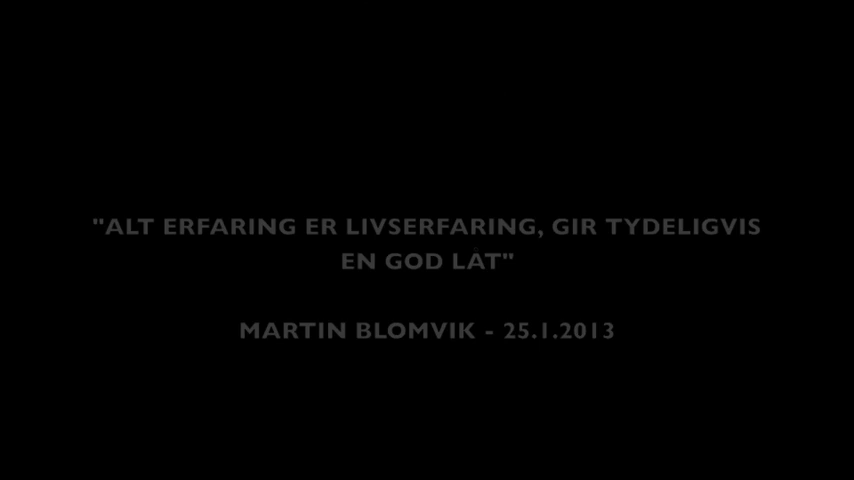 "ALT ERFARING ER LIVSERFARING, GIR TYDELIGVIS
EN GOD LÅT"
MARTIN BLOMVIK - 25.1.2013